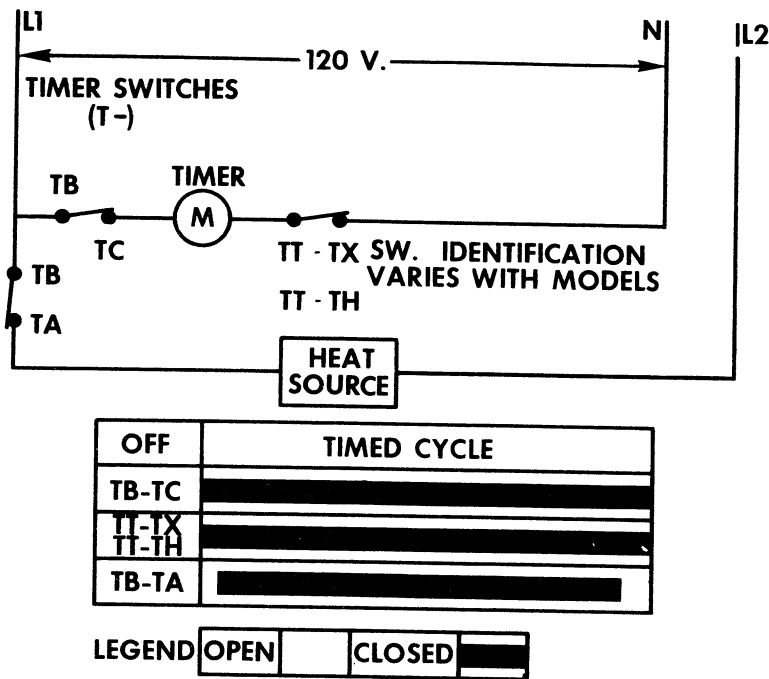 L1
N
L2
120 V.
TIMER SWITCHES
(T-)
TB
TIMER
M
TC
TT - TX SW. IDENTIFICATION
VARIES WITH MODELS
TT - TH
TB
TA
HEAT
SOURCE
OFF TIMED CYCLE
TB-TC
TT-TX
TT-TH
TB-TA
LEGEND OPEN CLOSED